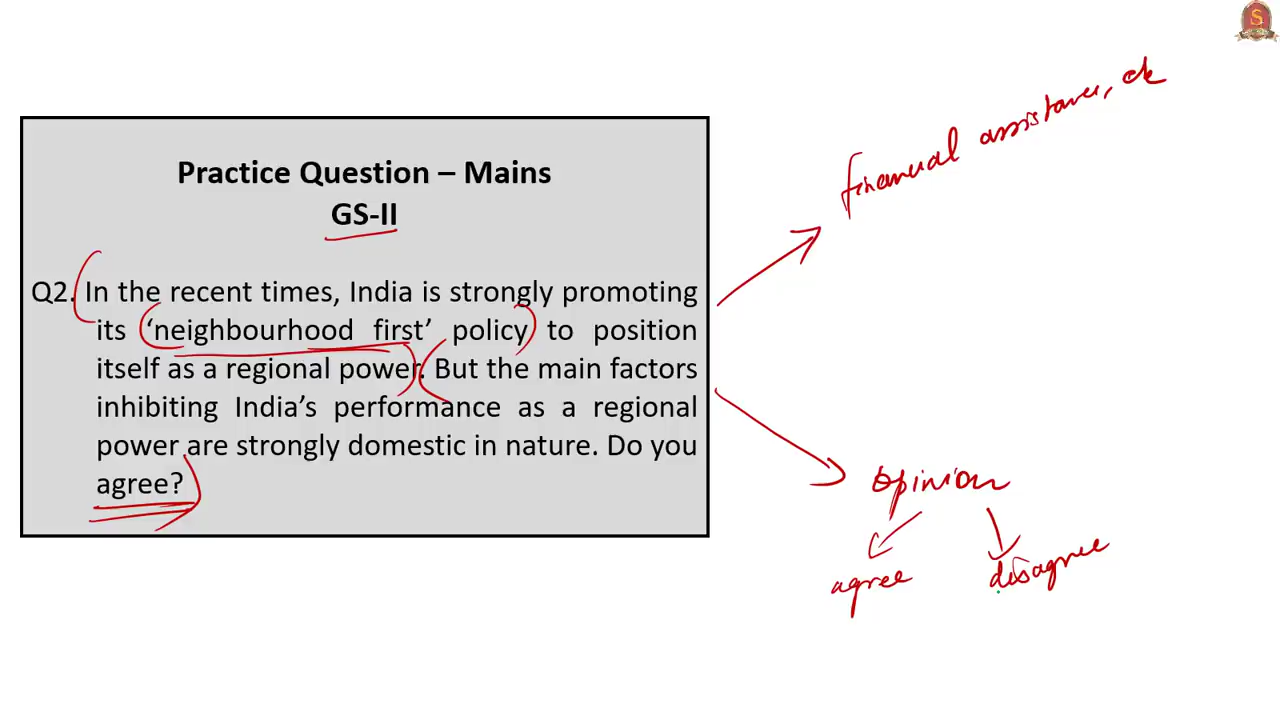 Practice Question – Mains
GS-II
Q2. In the recent times, India is strongly promoting
its ‘neighbourhood first’ policy to position
itself as a regional power. But the main factors
inhibiting India’s performance as a regional
power are strongly domestic in nature. Do you
agree?
financial assistance, etc
opinion
agree
disagree
S